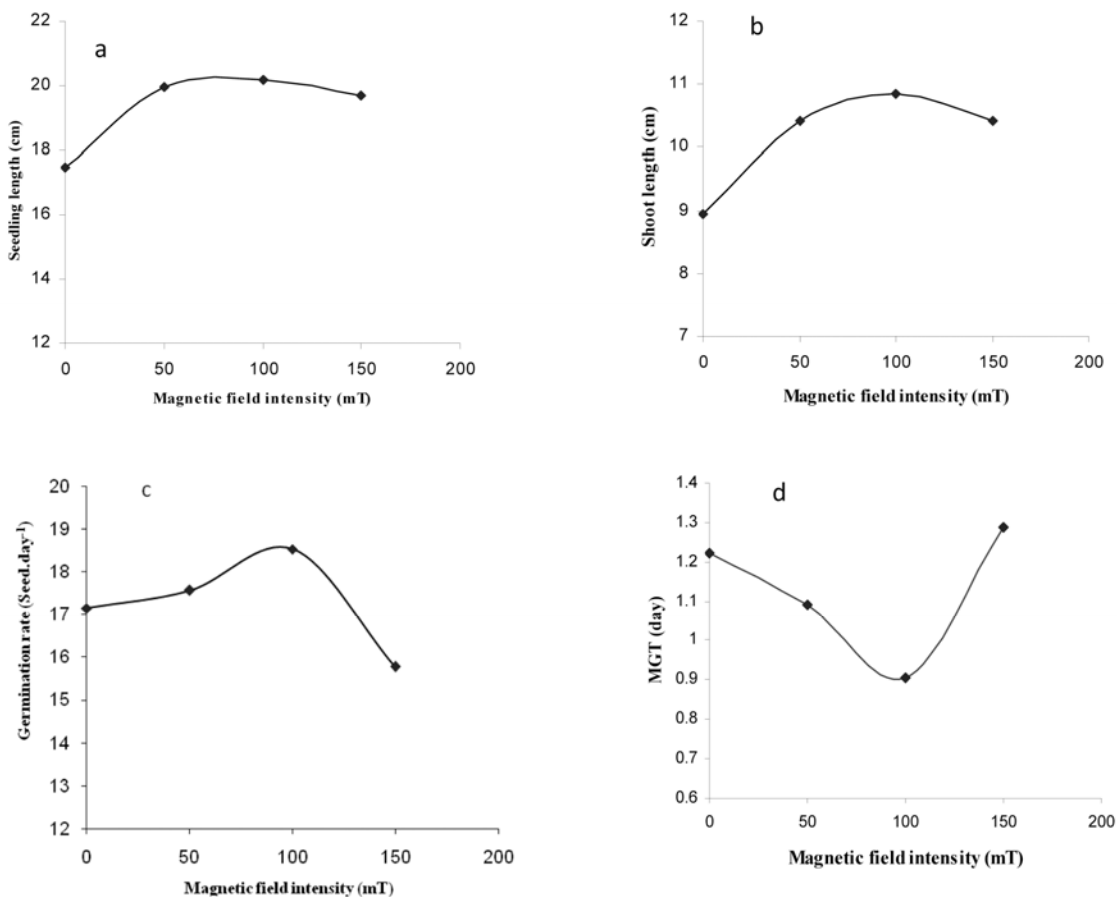 a
Seedling length (cm)
22
20
18
16
14
12
0 50 100 150 200
Magnetic field intensity (mT)
b
Shoot length (cm)
12
11
10
9
8
7
0 50 100 150 200
Magnetic field intensity (mT)
c
Germination rate (Seed.day⁻¹)
20
19
18
17
16
15
14
13
12
0 50 100 150 200
Magnetic field intensity (mT)
d
MGT (day)
1.4
1.3
1.2
1.1
1
0.9
0.8
0.7
0.6
0 50 100 150 200
Magnetic field intensity (mT)